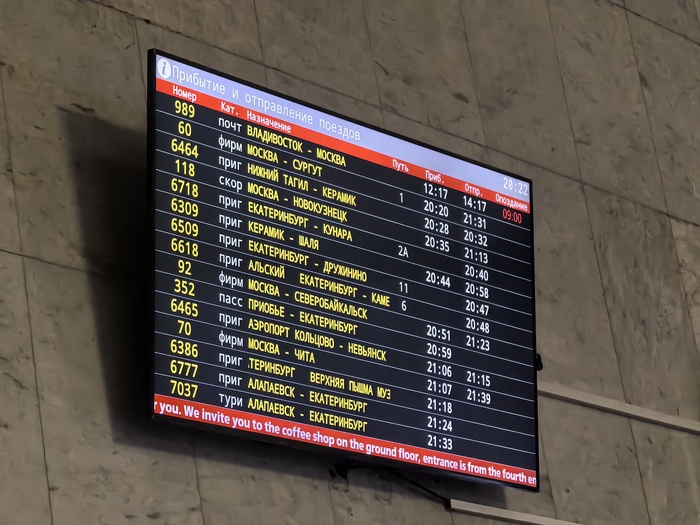 i Прибытие и отправление поездов 20:22
Номер Кат. Назначение Путь Приб. Отпр. Опоздание
989 почт ВЛАДИВОСТОК - МОСКВА 12:17 14:17 09:00
60 фирм МОСКВА - СУРГУТ 1 20:20 21:31
6464 приг НИЖНИЙ ТАГИЛ - КЕРАМИК 20:28 20:32
118 скор МОСКВА - НОВОКУЗНЕЦК 20:35 21:13
6718 приг ЕКАТЕРИНБУРГ - КУНАРА 2А 20:40
6309 приг КЕРАМИК - ШАЛЯ 20:44 20:58
6509 приг ЕКАТЕРИНБУРГ - ДРУЖИНИНО 11 20:47
6618 приг АЛЬСКИЙ ЕКАТЕРИНБУРГ - КАМЕ 6 20:48
92 фирм МОСКВА - СЕВЕРОБАЙКАЛЬСК 20:51 21:23
352 пасс ПРИОБЬЕ - ЕКАТЕРИНБУРГ 20:59
6465 приг АЭРОПОРТ КОЛЬЦОВО - НЕВЬЯНСК 21:06 21:15
70 фирм МОСКВА - ЧИТА 21:07 21:39
6386 приг ТЕРИНБУРГ ВЕРХНЯЯ ПЫШМА МУЗ 21:18
6777 приг АЛАПАЕВСК - ЕКАТЕРИНБУРГ 21:24
7037 тури АЛАПАЕВСК - ЕКАТЕРИНБУРГ 21:33
r you. We invite you to the coffee shop on the ground floor, entrance is from the fourth en